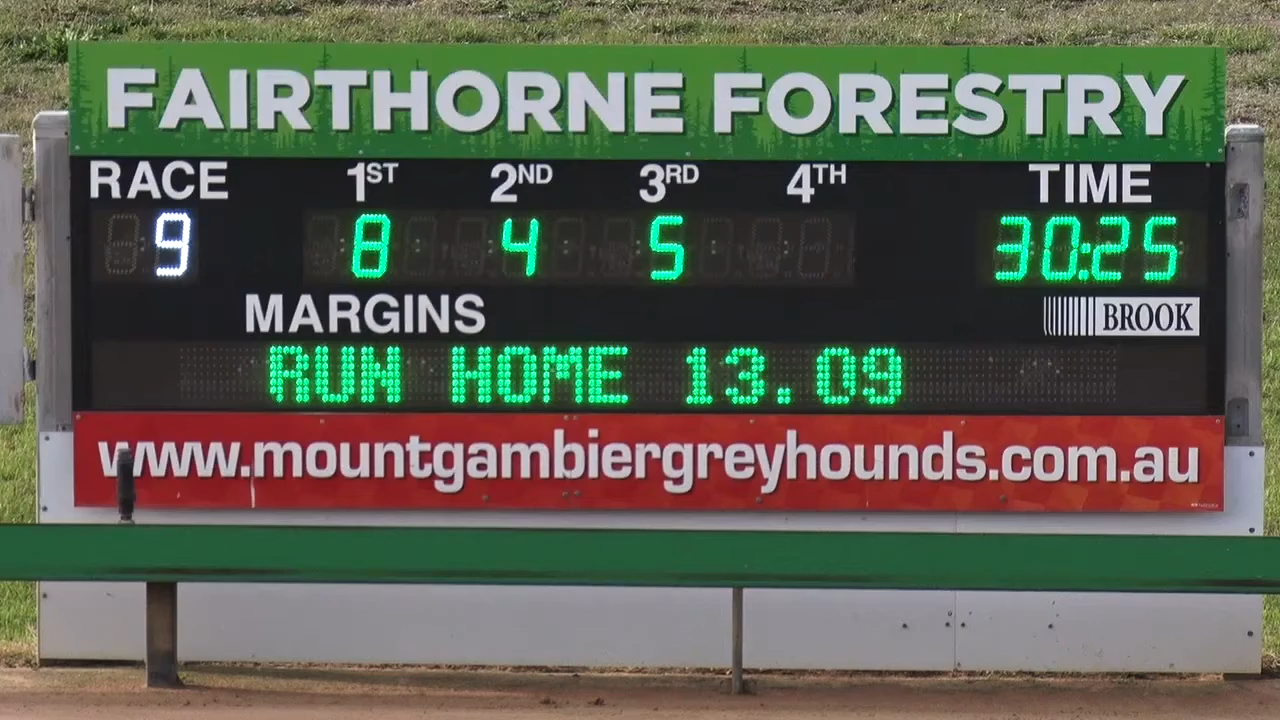 FAIRTHORNE FORESTRY
RACE 1ST 2ND 3RD 4TH TIME
9 8 4 5 30:25
MARGINS BROOK
RUN HOME 13.09
www.mountgambiergreyhounds.com.au